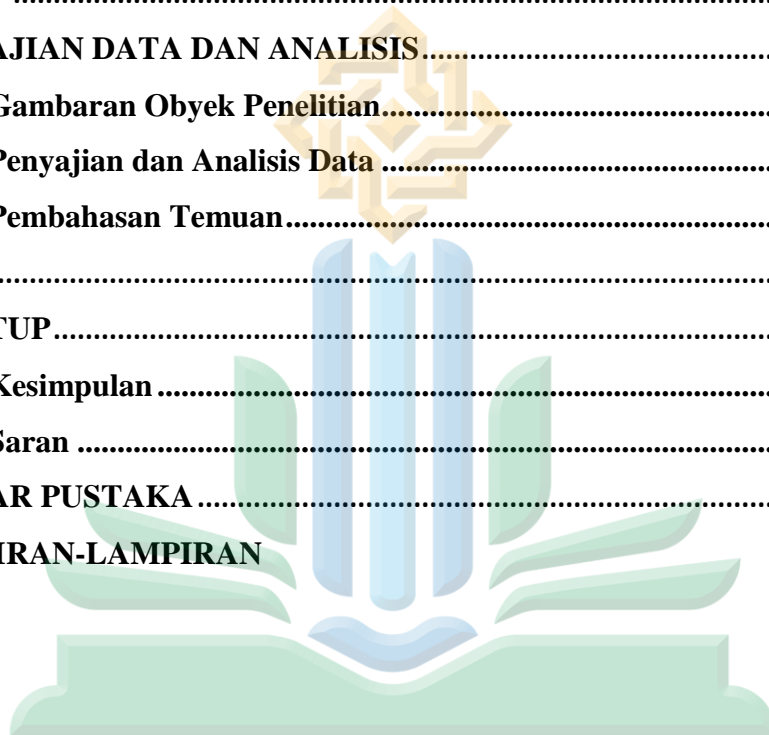 ..........................................................................................
AJIAN DATA DAN ANALISIS..........................................
Gambaran Obyek Penelitian...............................................
Penyajian dan Analisis Data ...............................................
Pembahasan Temuan...........................................................
............................................................................................
TUP.....................................................................................
Kesimpulan .........................................................................
Saran ...................................................................................
AR PUSTAKA ....................................................................
IRAN-LAMPIRAN